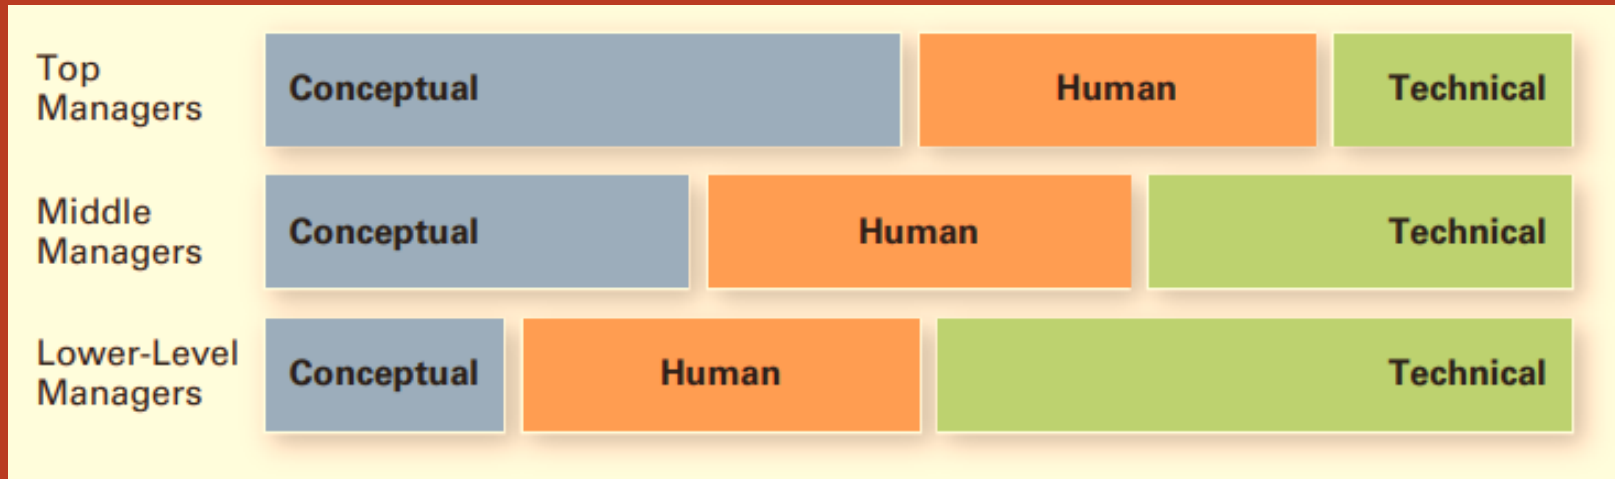 Top
Managers
Conceptual
Human
Technical
Middle
Managers
Conceptual
Human
Technical
Lower-Level
Managers
Conceptual
Human
Technical